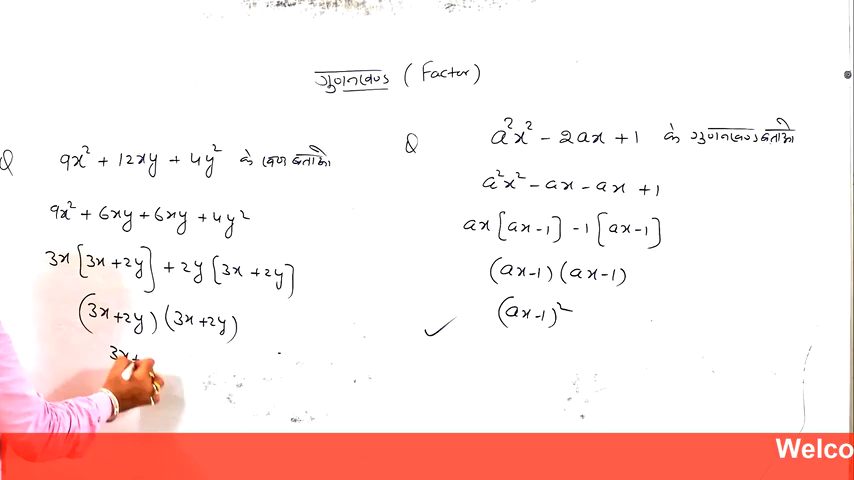 गुणनखण्ड (Factor)
Q 9x² + 12xy + 4y² के खण्ड बताओ
9x² + 6xy + 6xy + 4y²
3x[3x+2y] + 2y[3x+2y]
(3x+2y)(3x+2y)
3x+
Q a²x² - 2ax + 1 के गुणनखण्ड बताओ
a²x² - ax - ax + 1
ax[ax-1] -1[ax-1]
(ax-1)(ax-1)
(ax-1)²
Welco